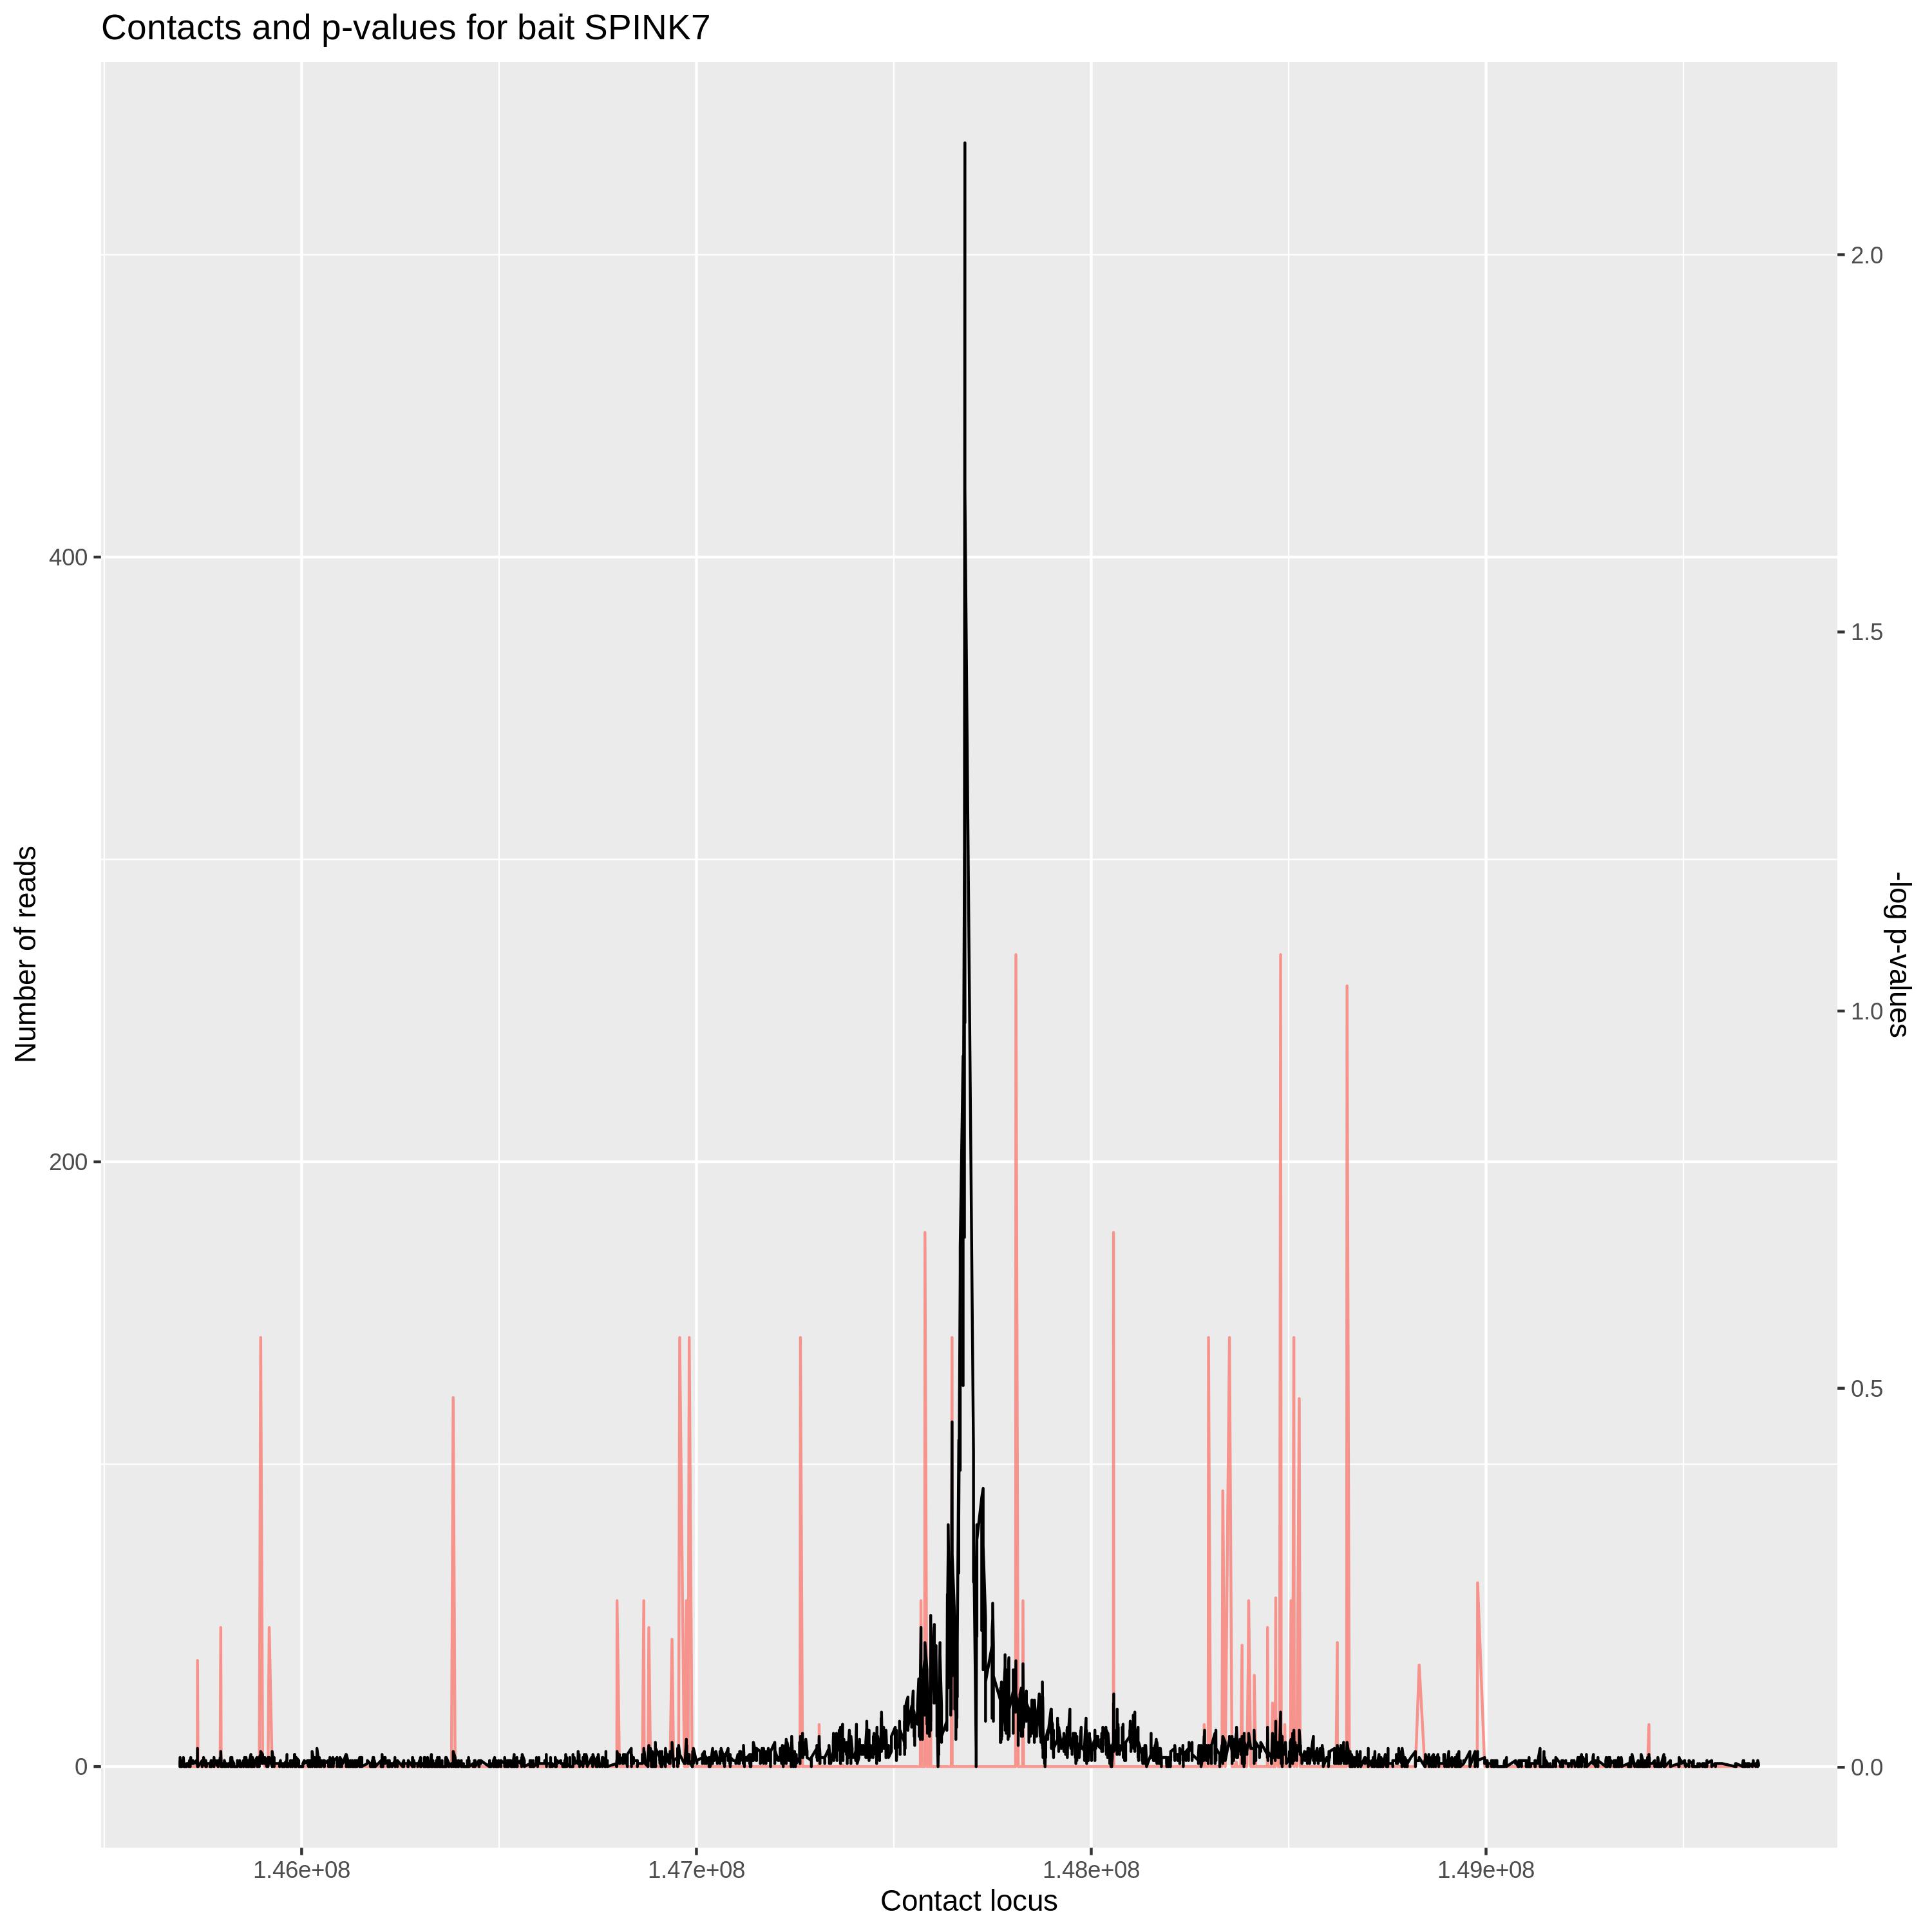 Contacts and p-values for bait SPINK7
Number of reads
400
200
0
2.0
1.5
1.0
0.5
0.0
-log p-values
1.46e+08
1.47e+08
1.48e+08
1.49e+08
Contact locus